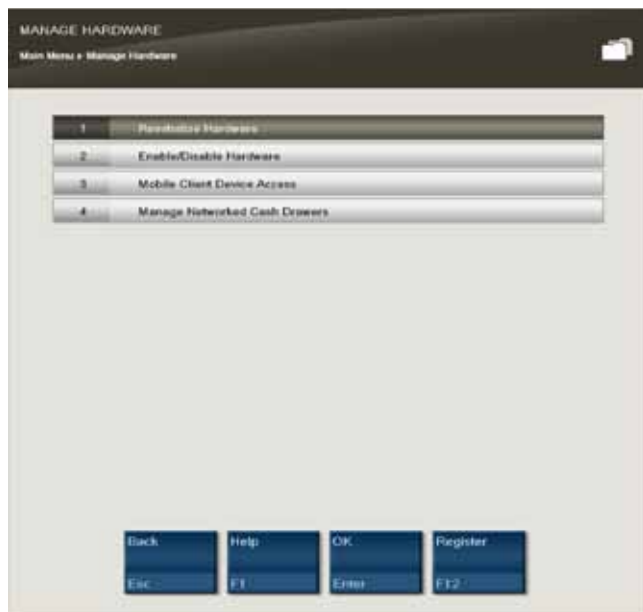 MANAGE HARDWARE
Main Menu » Manage Hardware
1 Reinitialize Hardware
2 Enable/Disable Hardware
3 Mobile Client Device Access
4 Manage Networked Cash Drawers
Back Help OK Register
Esc F1 Enter F12